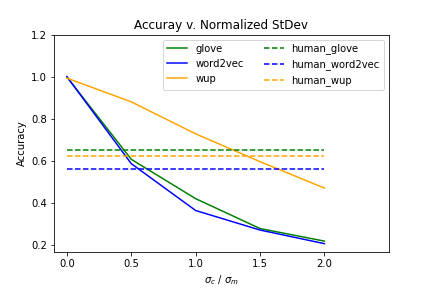 Accuray v. Normalized StDev
1.2
1.0
0.8
0.6
0.4
0.2
Accuracy
glove
word2vec
wup
human_glove
human_word2vec
human_wup
0.0 0.5 1.0 1.5 2.0
σc / σm